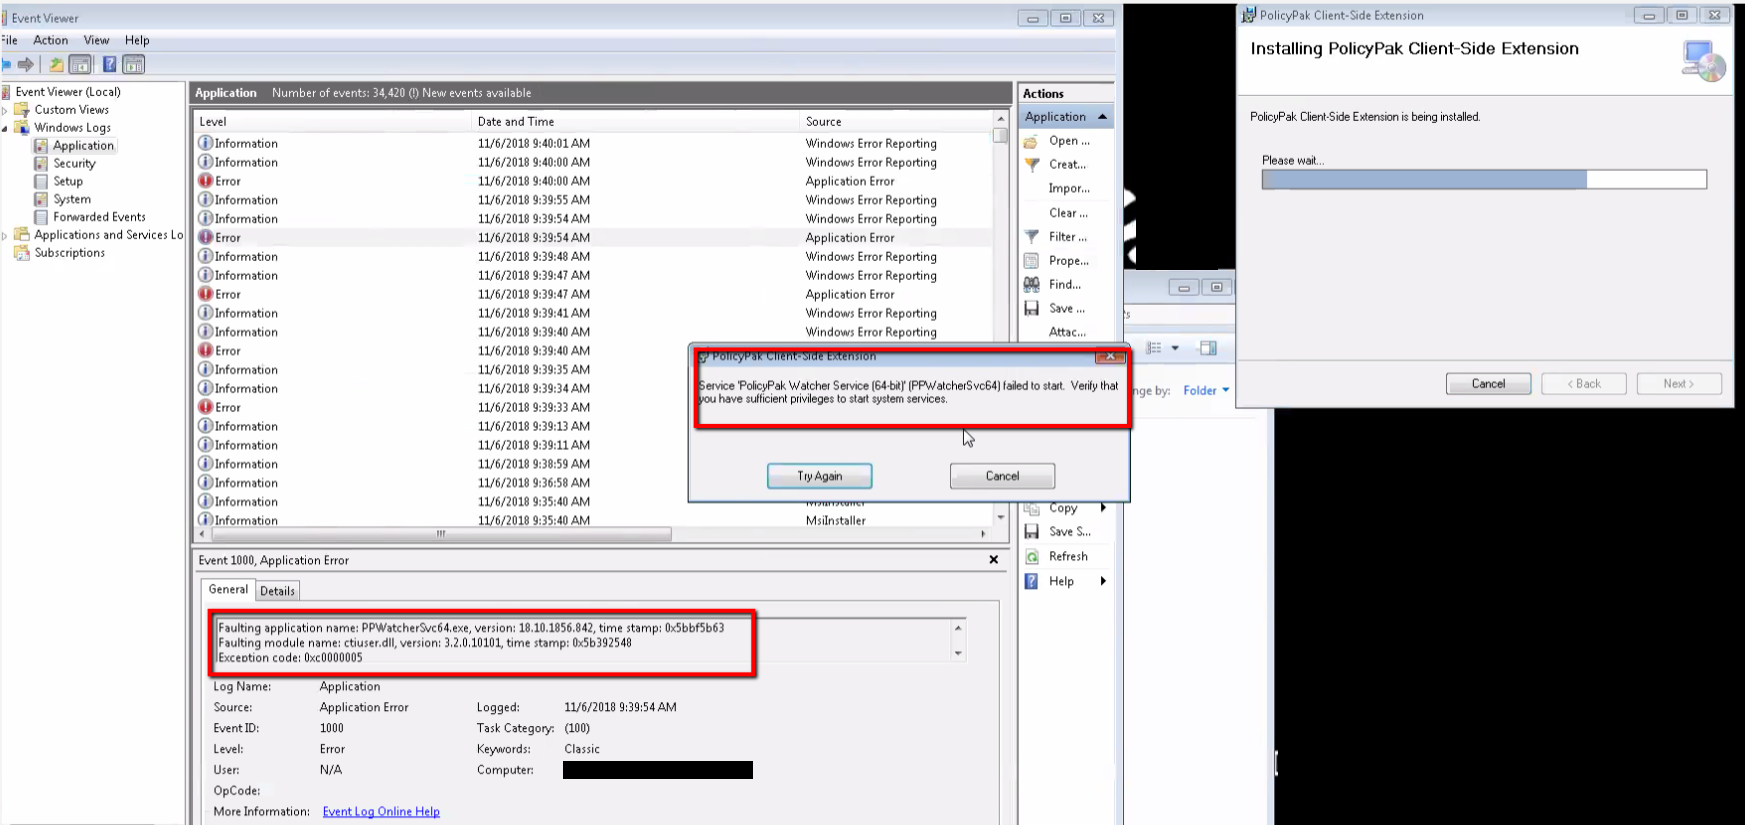 Event Viewer
File Action View Help
Event Viewer (Local)
Custom Views
Windows Logs
Application
Security
Setup
System
Forwarded Events
Applications and Services Lo
Subscriptions
Application Number of events: 34,420 (!) New events available
Level Date and Time Source
Information 11/6/2018 9:40:01 AM Windows Error Reporting
Information 11/6/2018 9:40:00 AM Windows Error Reporting
Error 11/6/2018 9:40:00 AM Application Error
Information 11/6/2018 9:39:55 AM Windows Error Reporting
Information 11/6/2018 9:39:54 AM Windows Error Reporting
Error 11/6/2018 9:39:54 AM Application Error
Information 11/6/2018 9:39:48 AM Windows Error Reporting
Information 11/6/2018 9:39:47 AM Windows Error Reporting
Error 11/6/2018 9:39:47 AM Application Error
Information 11/6/2018 9:39:41 AM Windows Error Reporting
Information 11/6/2018 9:39:40 AM Windows Error Reporting
Error 11/6/2018 9:39:40 AM
Information 11/6/2018 9:39:35 AM
Information 11/6/2018 9:39:34 AM
Error 11/6/2018 9:39:33 AM
Information 11/6/2018 9:39:13 AM
Information 11/6/2018 9:39:11 AM
Information 11/6/2018 9:38:59 AM
Information 11/6/2018 9:36:58 AM
Information 11/6/2018 9:35:40 AM MsiInstaller
Information 11/6/2018 9:35:40 AM MsiInstaller
Event 1000, Application Error
General Details
Faulting application name: PPWatcherSvc64.exe, version: 18.10.1856.842, time stamp: 0x5bbf5b63
Faulting module name: ctiuser.dll, version: 3.2.0.10101, time stamp: 0x5b392548
Exception code: 0xc0000005
Log Name: Application
Source: Application Error Logged: 11/6/2018 9:39:54 AM
Event ID: 1000 Task Category: (100)
Level: Error Keywords: Classic
User: N/A Computer:
OpCode:
More Information: Event Log Online Help
Actions
Application
Open ...
Creat...
Impor...
Clear ...
Filter ...
Prope...
Find...
Save ...
Attac...
Copy
Save S...
Refresh
Help
PolicyPak Client-Side Extension
Service 'PolicyPak Watcher Service (64-bit)' (PPWatcherSvc64) failed to start. Verify that
you have sufficient privileges to start system services.
Try Again Cancel
nge by: Folder
PolicyPak Client-Side Extension
Installing PolicyPak Client-Side Extension
PolicyPak Client-Side Extension is being installed.
Please wait...
Cancel < Back Next >